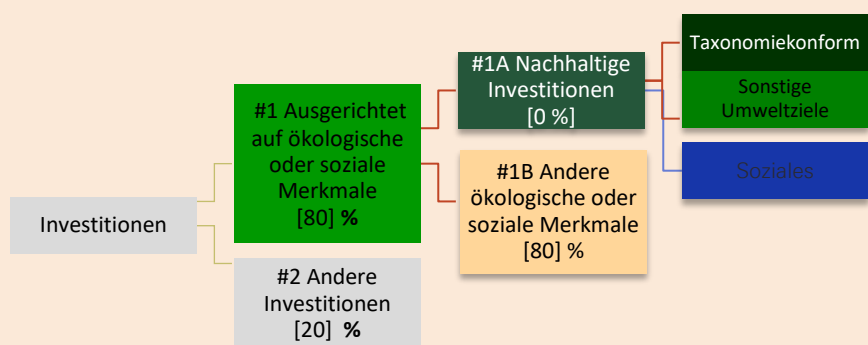 Investitionen
#1 Ausgerichtet
auf ökologische
oder soziale
Merkmale
[80] %
#2 Andere
Investitionen
[20] %
#1A Nachhaltige
Investitionen
[0 %]
#1B Andere
ökologische oder
soziale Merkmale
[80] %
Taxonomiekonform
Sonstige
Umweltziele
Soziales